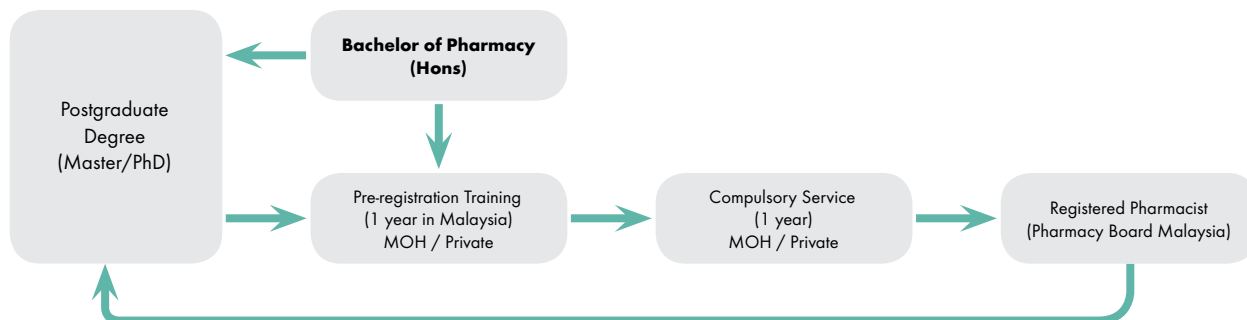 Bachelor of Pharmacy
(Hons)
Postgraduate
Degree
(Master/PhD)
Pre-registration Training
(1 year in Malaysia)
MOH / Private
Compulsory Service
(1 year)
MOH / Private
Registered Pharmacist
(Pharmacy Board Malaysia)